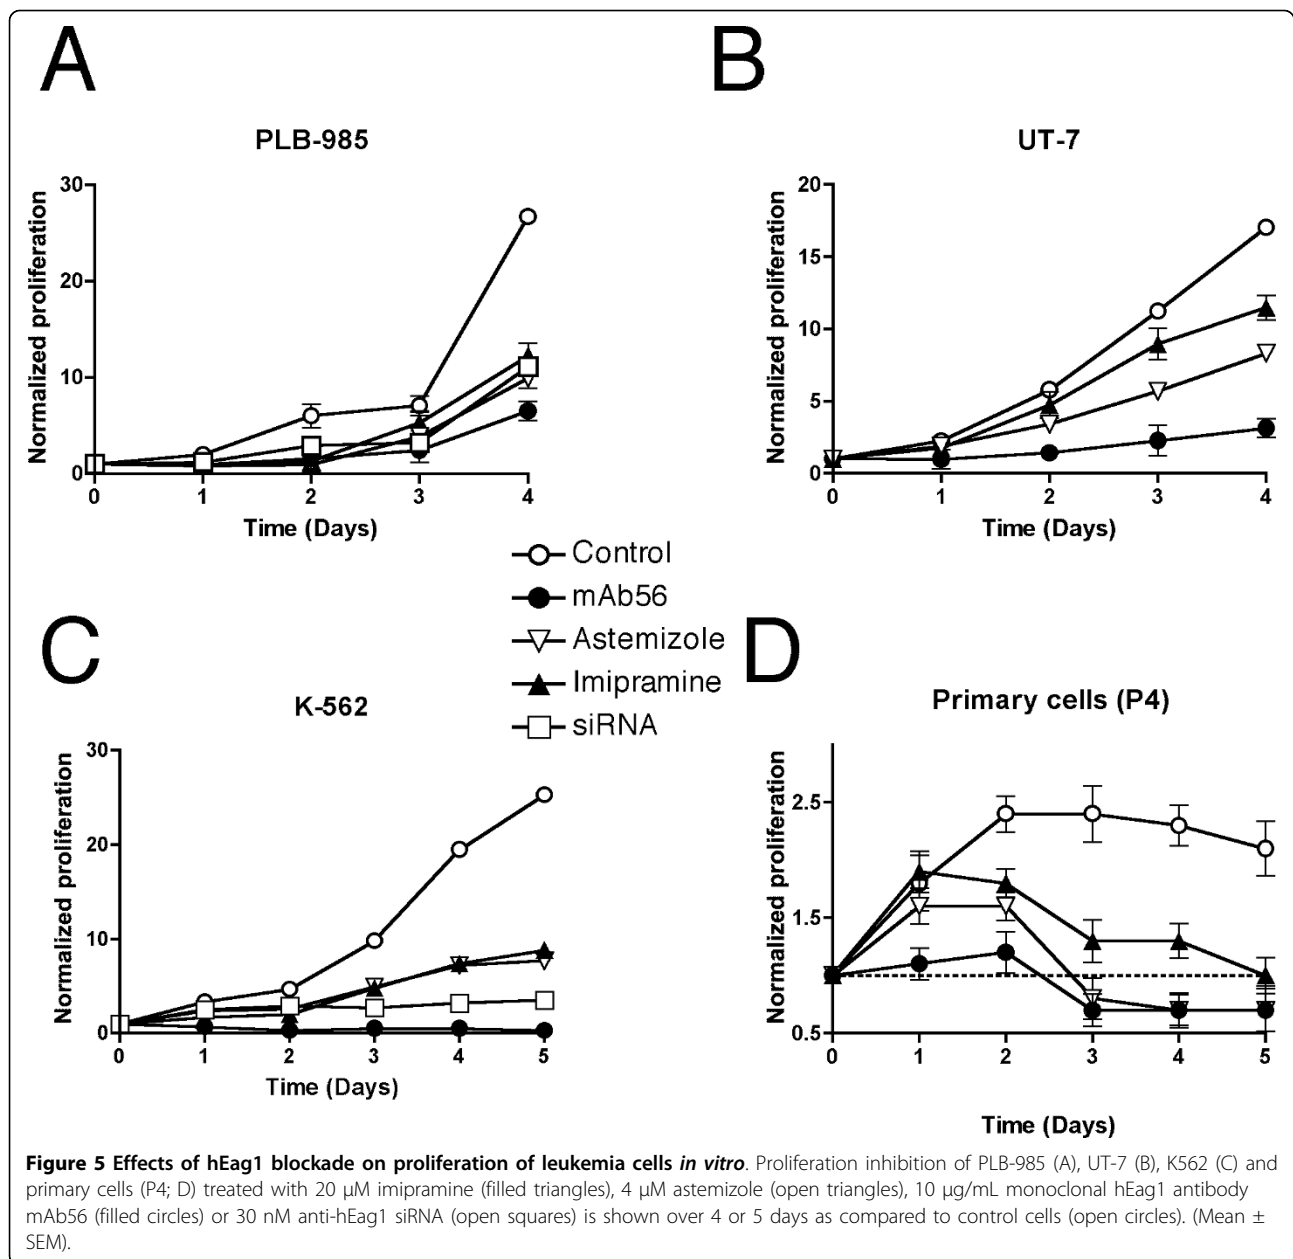 A
PLB-985
Normalized proliferation
30
20
10
0
0 1 2 3 4
Time (Days)
B
UT-7
Normalized proliferation
20
15
10
5
0
0 1 2 3 4
Time (Days)
Control
mAb56
Astemizole
Imipramine
siRNA
C
K-562
Normalized proliferation
30
20
10
0
0 1 2 3 4 5
Time (Days)
D
Primary cells (P4)
Normalized proliferation
2.5
1.5
0.5
0 1 2 3 4 5
Time (Days)
Figure 5 Effects of hEag1 blockade on proliferation of leukemia cells in vitro. Proliferation inhibition of PLB-985 (A), UT-7 (B), K562 (C) and
primary cells (P4; D) treated with 20 μM imipramine (filled triangles), 4 μM astemizole (open triangles), 10 μg/mL monoclonal hEag1 antibody
mAb56 (filled circles) or 30 nM anti-hEag1 siRNA (open squares) is shown over 4 or 5 days as compared to control cells (open circles). (Mean ±
SEM).